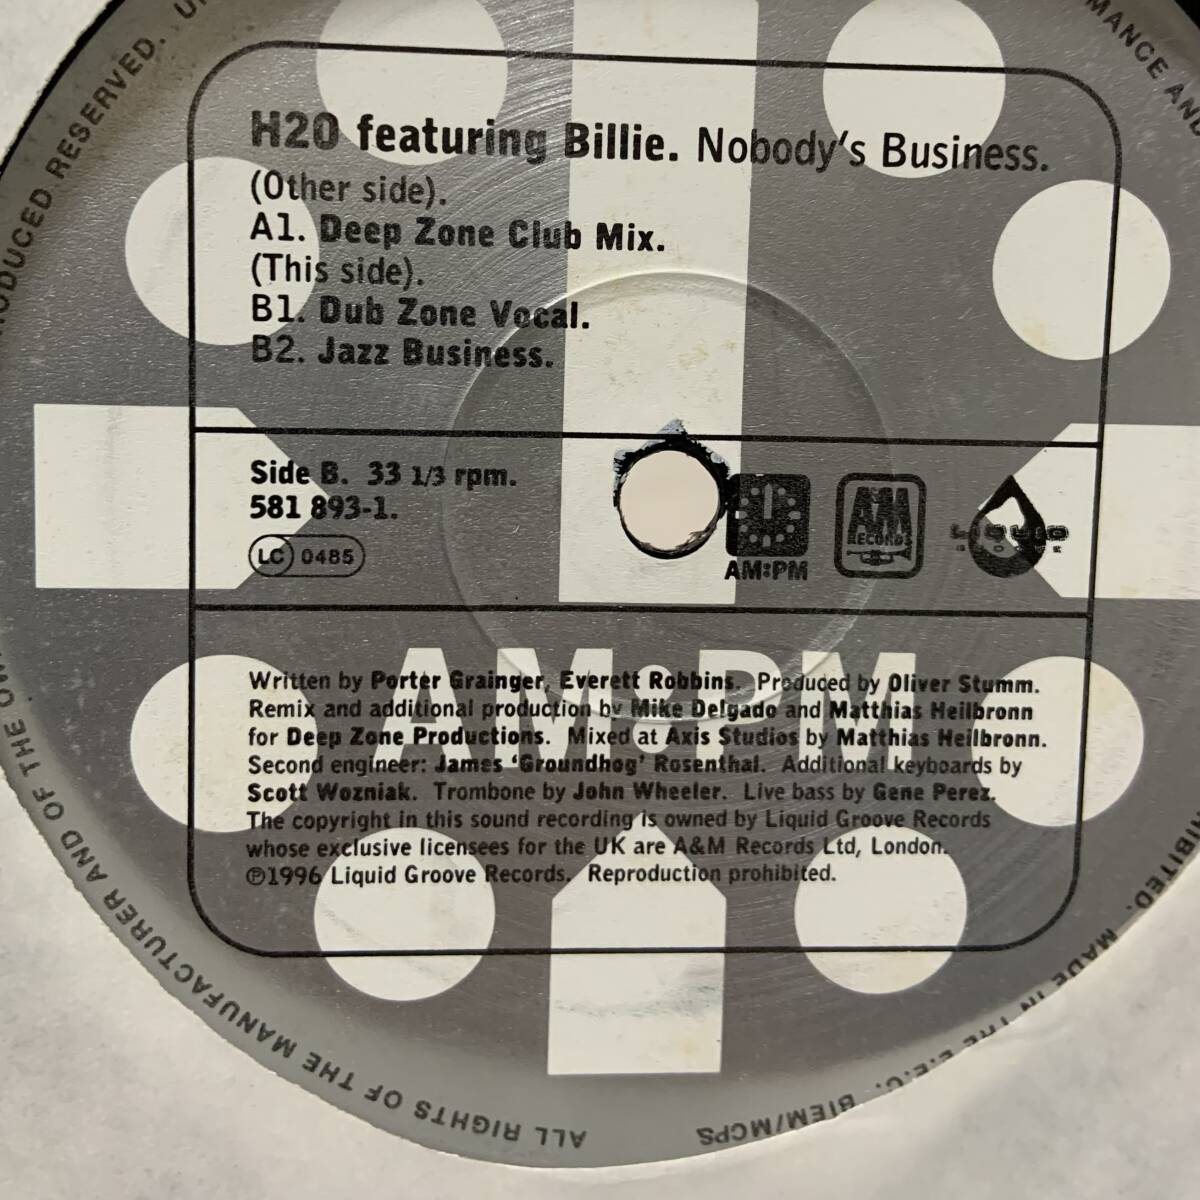 H20 featuring Billie. Nobody's Business.
(Other side).
A1. Deep Zone Club Mix.
(This side).
B1. Dub Zone Vocal.
B2. Jazz Business.
Side B. 33 1/3 rpm.
581 893-1.
LC 0485
AM:PM
A&M
RECORDS
LIQUID
AM:PM
Written by Porter Grainger, Everett Robbins. Produced by Oliver Stumm.
Remix and additional production by Mike Delgado and Matthias Heilbronn
for Deep Zone Productions. Mixed at Axis Studios by Matthias Heilbronn.
Second engineer: James 'Groundhog' Rosenthal. Additional keyboards by
Scott Wozniak. Trombone by John Wheeler. Live bass by Gene Perez.
The copyright in this sound recording is owned by Liquid Groove Records
whose exclusive licensees for the UK are A&M Records Ltd, London.
℗1996 Liquid Groove Records. Reproduction prohibited.
ALL RIGHTS OF THE MANUFACTURER AND OF THE
RESERVED.
MANCE AND
MADE IN THE E.E.C. BIEM/MCPS